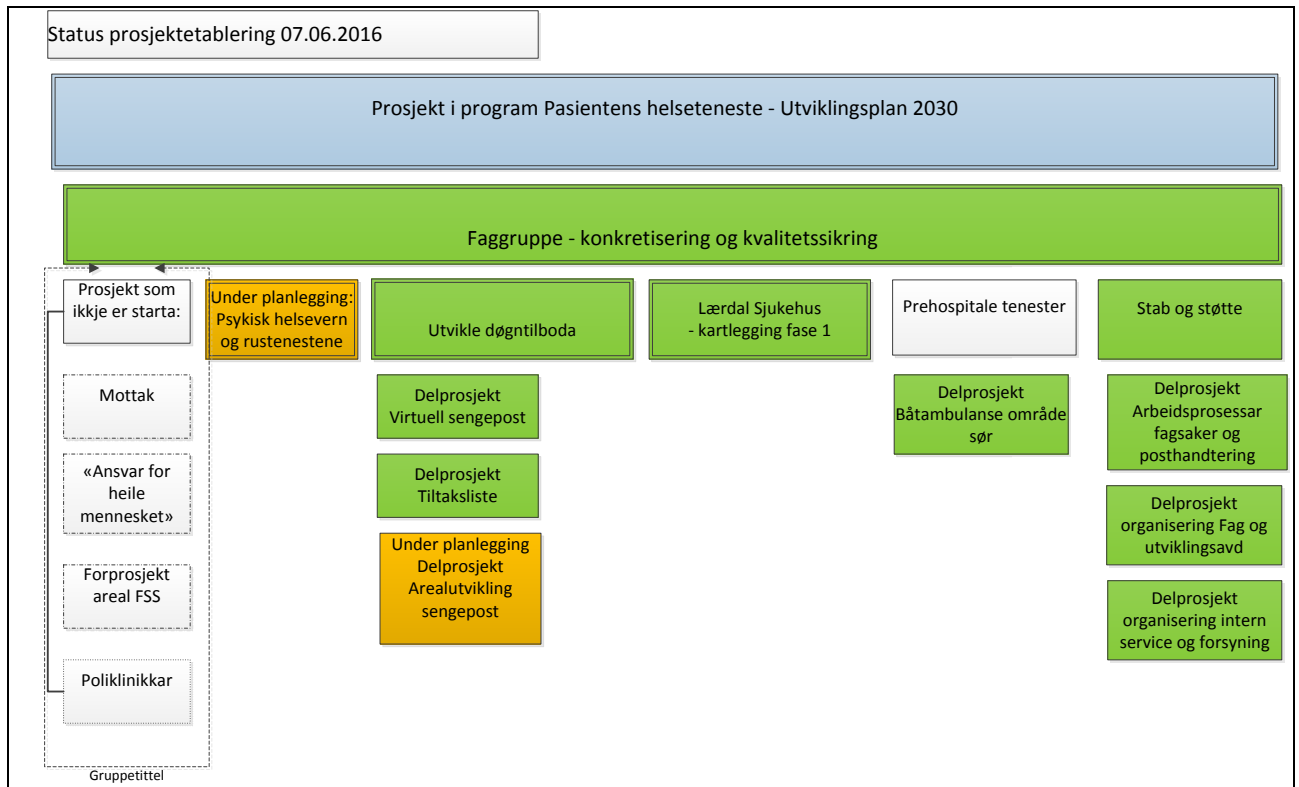 Status prosjektetablering 07.06.2016
Prosjekt i program Pasientens helseteneste - Utviklingsplan 2030
Faggruppe - konkretisering og kvalitetssikring
Prosjekt som
ikkje er starta:
Mottak
«Ansvar for
heile
mennesket»
Forprosjekt
areal FSS
Poliklinikkar
Gruppetittel
Under planlegging:
Psykisk helsevern
og rustenestene
Utvikle døgntilboda
Delprosjekt
Virtuell sengepost
Delprosjekt
Tiltaksliste
Under planlegging
Delprosjekt
Arealutvikling
sengepost
Lærdal Sjukehus
- kartlegging fase 1
Prehospitale tenester
Delprosjekt
Båtambulanse område
sør
Stab og støtte
Delprosjekt
Arbeidsprosessar
fagsaker og
posthandtering
Delprosjekt
organisering Fag og
utviklingsavd
Delprosjekt
organisering intern
service og forsyning